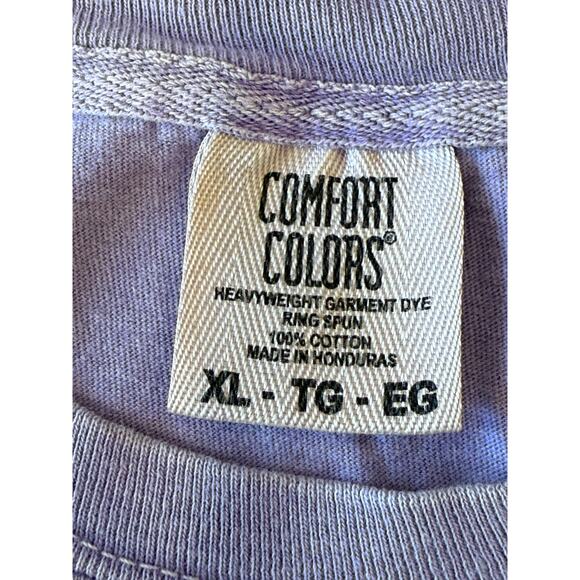 COMFORT
COLORS®
HEAVYWEIGHT GARMENT DYE
RING SPUN
100% COTTON
MADE IN HONDURAS
XL - TG - EG